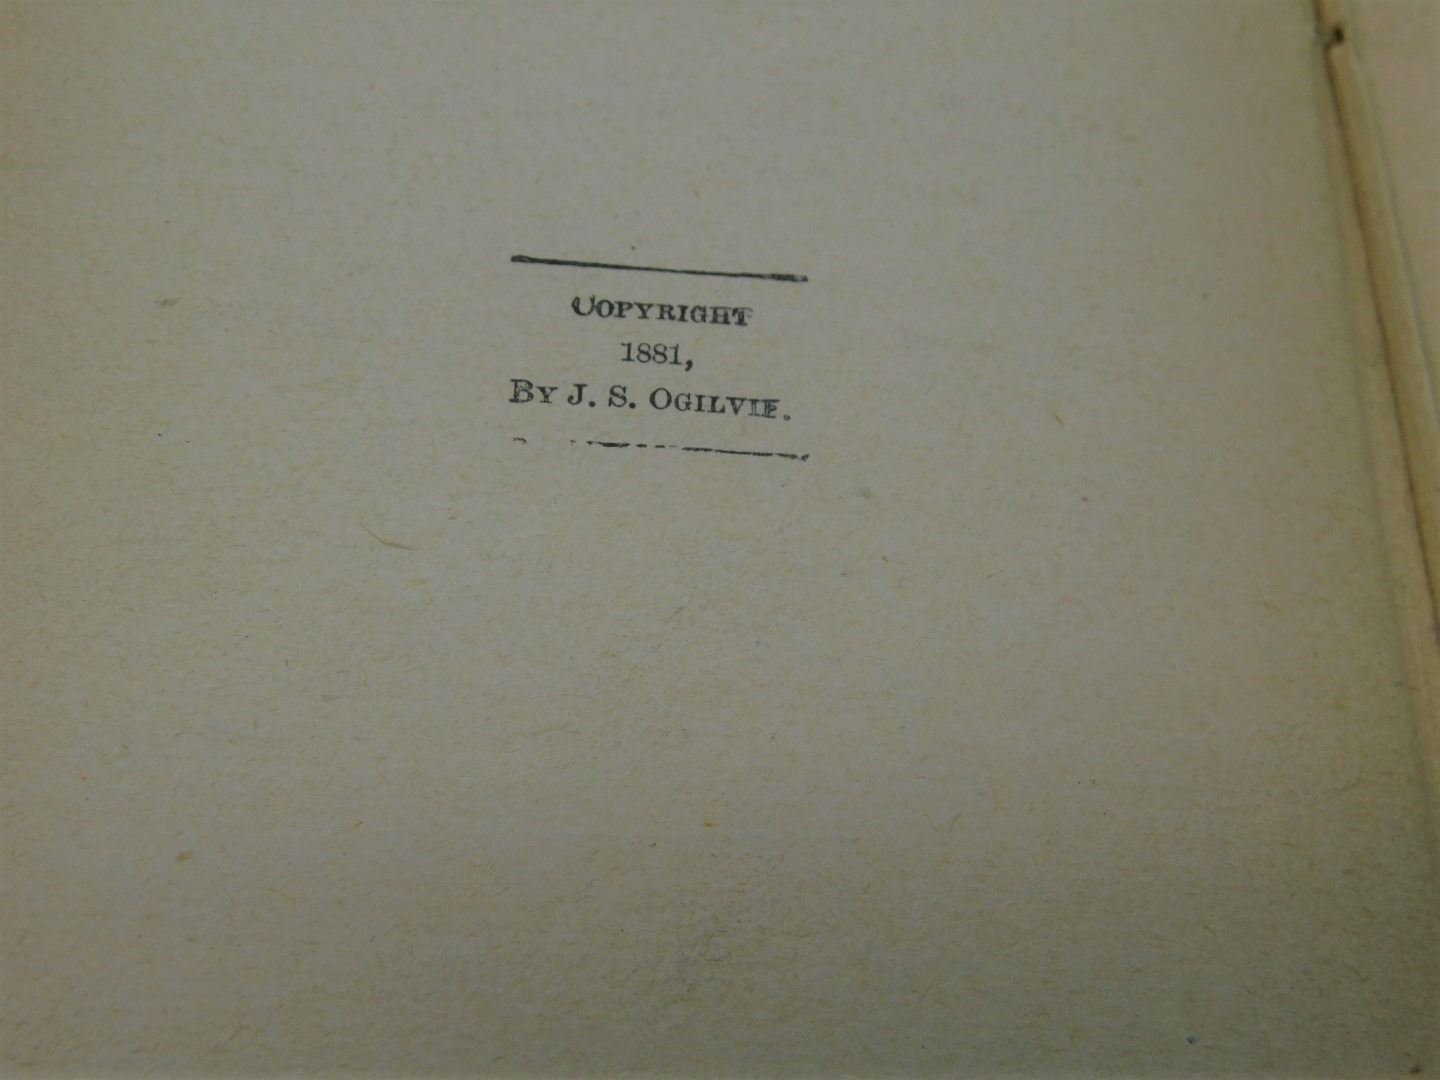 COPYRIGHT
1881,
BY J. S. OGILVIE.